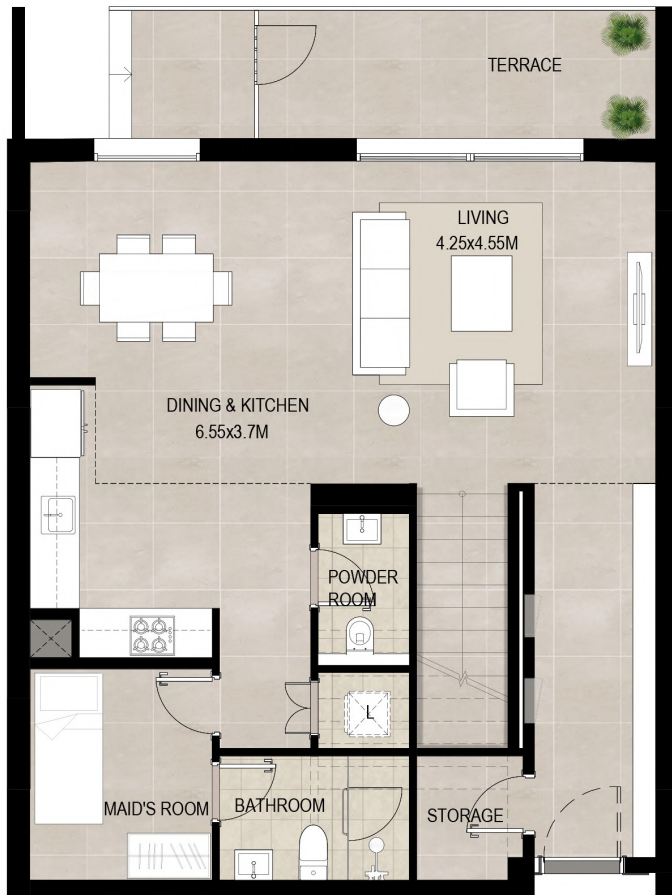 TERRACE
LIVING
4.25x4.55M
DINING & KITCHEN
6.55x3.7M
POWDER
ROOM
L
MAID'S ROOM
BATHROOM
STORAGE